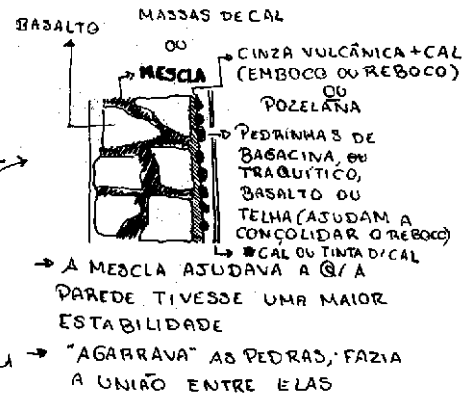 BASALTO
MASSAS DE CAL
OU
MESCLA
CINZA VULCÂNICA + CAL
(EMBOCO OU REBOCO)
OU
POZELANA
PEDRINHAS DE
BAGACINA, OU
TRAQUÍTICO,
BASALTO OU
TELHA (AJUDAM A
CONÇOLIDAR O REBOCO)
CAL OU TINTA D/CAL
→ A MESCLA AJUDAVA A Q/ A
PAREDE TIVESSE UMA MAIOR
ESTABILIDADE
→ "AGARRAVA" AS PEDRAS, FAZIA
A UNIÃO ENTRE ELAS